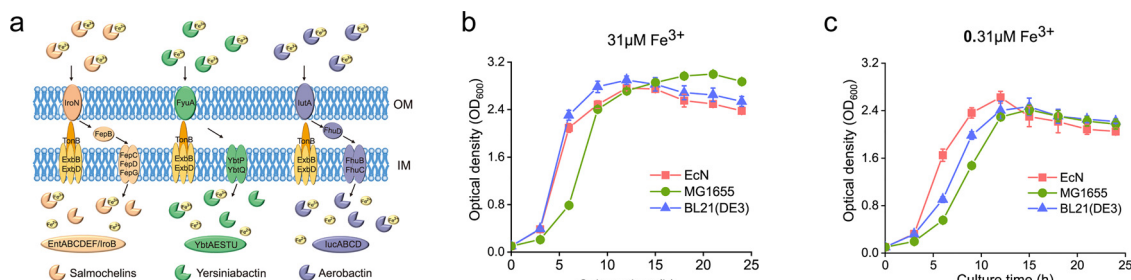 a
Fe³⁺
IroN
FyuA
IutA
OM
FepB
FhuD
TonB
TonB
TonB
ExbB
ExbD
FepC
FepD
FepG
ExbB
ExbD
YbtP
YbtQ
ExbB
ExbD
FhuB
FhuC
IM
EntABCDEF/IroB
YbtAESTU
IucABCD
Salmochelins
Yersiniabactin
Aerobactin
b
31μM Fe³⁺
Optical density (OD₆₀₀)
3.2
2.4
1.6
0.8
0.0
EcN
MG1655
BL21(DE3)
0
5
10
15
20
25
c
0.31μM Fe³⁺
Optical density (OD₆₀₀)
3.0
2.4
1.8
1.2
0.6
0.0
EcN
MG1655
BL21(DE3)
0
5
10
15
20
25
Culture time (h)